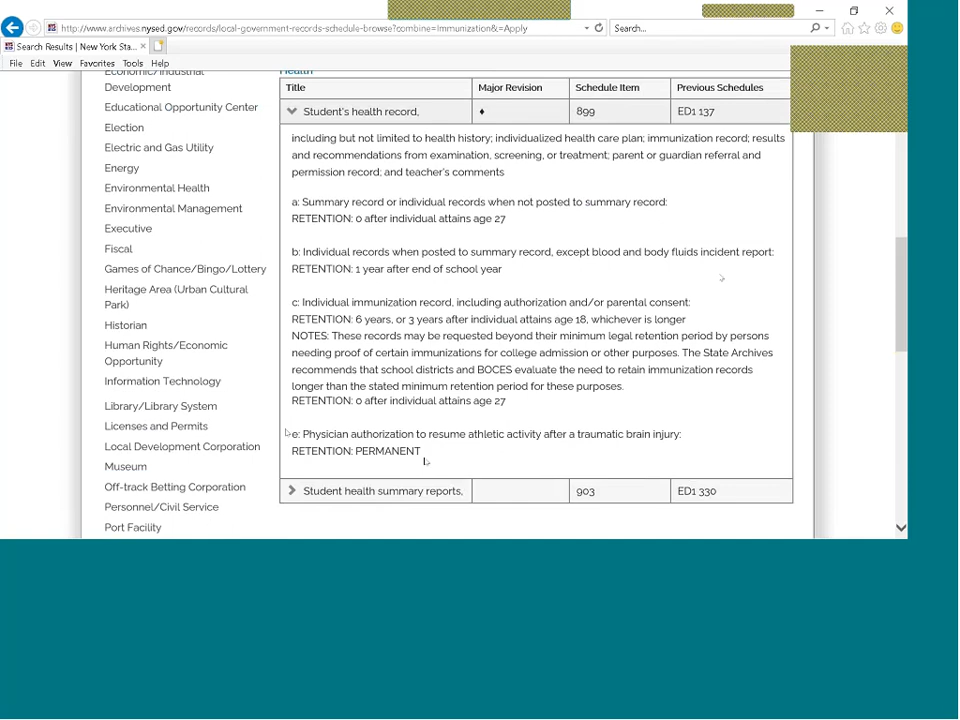 http://www.archives.nysed.gov/records/local-government-records-schedule-browse?combine=Immunization&=Apply
Search...
Search Results | New York Sta...
File Edit View Favorites Tools Help
Economic/Industrial
Development
Educational Opportunity Center
Election
Electric and Gas Utility
Energy
Environmental Health
Environmental Management
Executive
Fiscal
Games of Chance/Bingo/Lottery
Heritage Area (Urban Cultural
Park)
Historian
Human Rights/Economic
Opportunity
Information Technology
Library/Library System
Licenses and Permits
Local Development Corporation
Museum
Off-track Betting Corporation
Personnel/Civil Service
Port Facility
Health
Title Major Revision Schedule Item Previous Schedules
Student's health record, ♦ 899 ED1 137
including but not limited to health history; individualized health care plan; immunization record; results
and recommendations from examination, screening, or treatment; parent or guardian referral and
permission record; and teacher's comments
a: Summary record or individual records when not posted to summary record:
RETENTION: 0 after individual attains age 27
b: Individual records when posted to summary record, except blood and body fluids incident report:
RETENTION: 1 year after end of school year
c: Individual immunization record, including authorization and/or parental consent:
RETENTION: 6 years, or 3 years after individual attains age 18, whichever is longer
NOTES: These records may be requested beyond their minimum legal retention period by persons
needing proof of certain immunizations for college admission or other purposes. The State Archives
recommends that school districts and BOCES evaluate the need to retain immunization records
longer than the stated minimum retention period for these purposes.
RETENTION: 0 after individual attains age 27
e: Physician authorization to resume athletic activity after a traumatic brain injury:
RETENTION: PERMANENT
Student health summary reports, 903 ED1 330